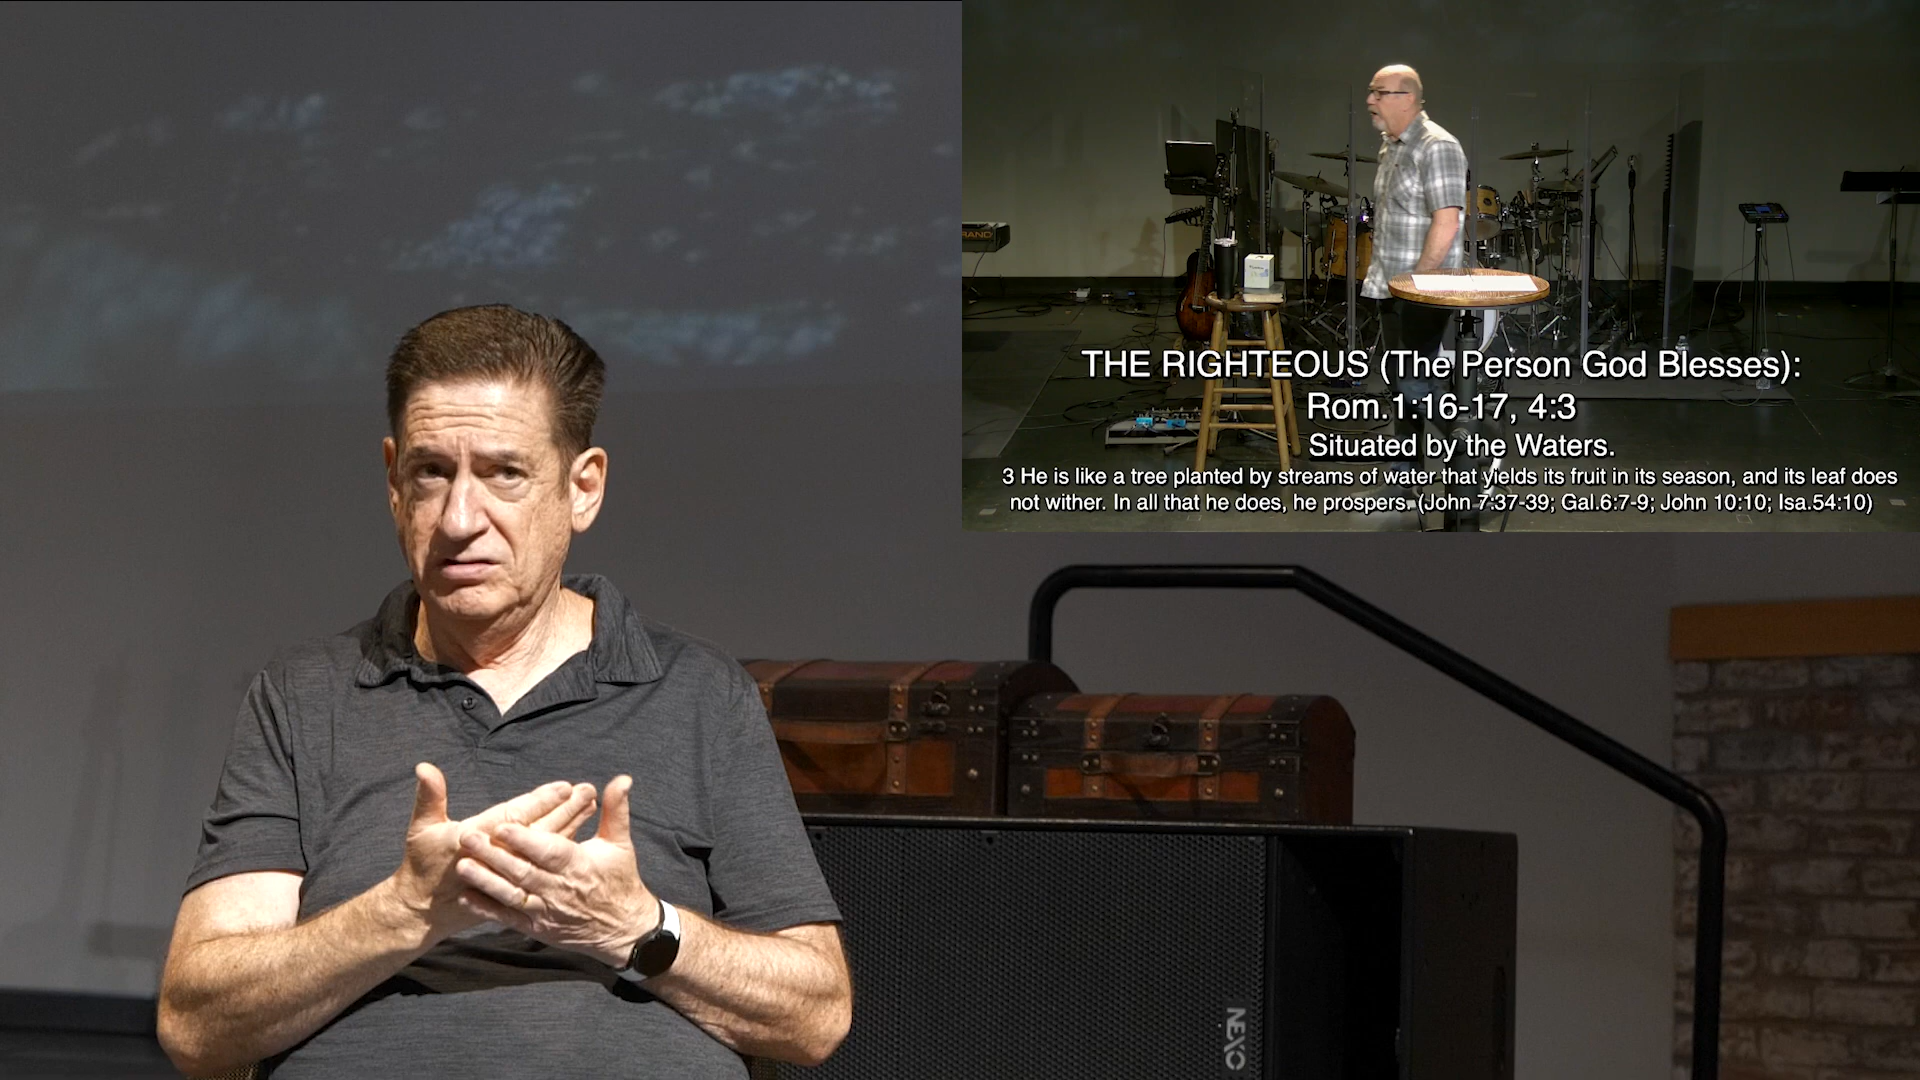 THE RIGHTEOUS (The Person God Blesses):
Rom.1:16-17, 4:3
Situated by the Waters.
3 He is like a tree planted by streams of water that yields its fruit in its season, and its leaf does
not wither. In all that he does, he prospers. (John 7:37-39; Gal.6:7-9; John 10:10; Isa.54:10)
NEXO